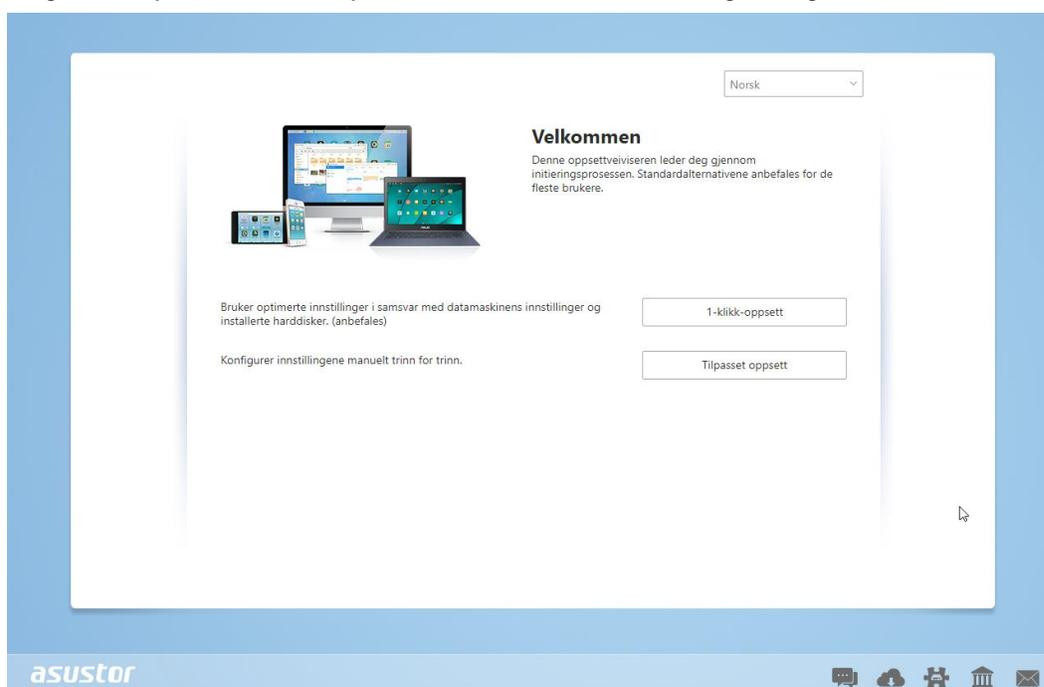 Norsk
Velkommen
Denne oppsettveiviseren leder deg gjennom
initieringsprosessen. Standardalternativene anbefales for de
fleste brukere.
Bruker optimerte innstillinger i samsvar med datamaskinens innstillinger og
installerte harddisker. (anbefales)
1-klikk-oppsett
Konfigurer innstillingene manuelt trinn for trinn.
Tilpasset oppsett
asustor